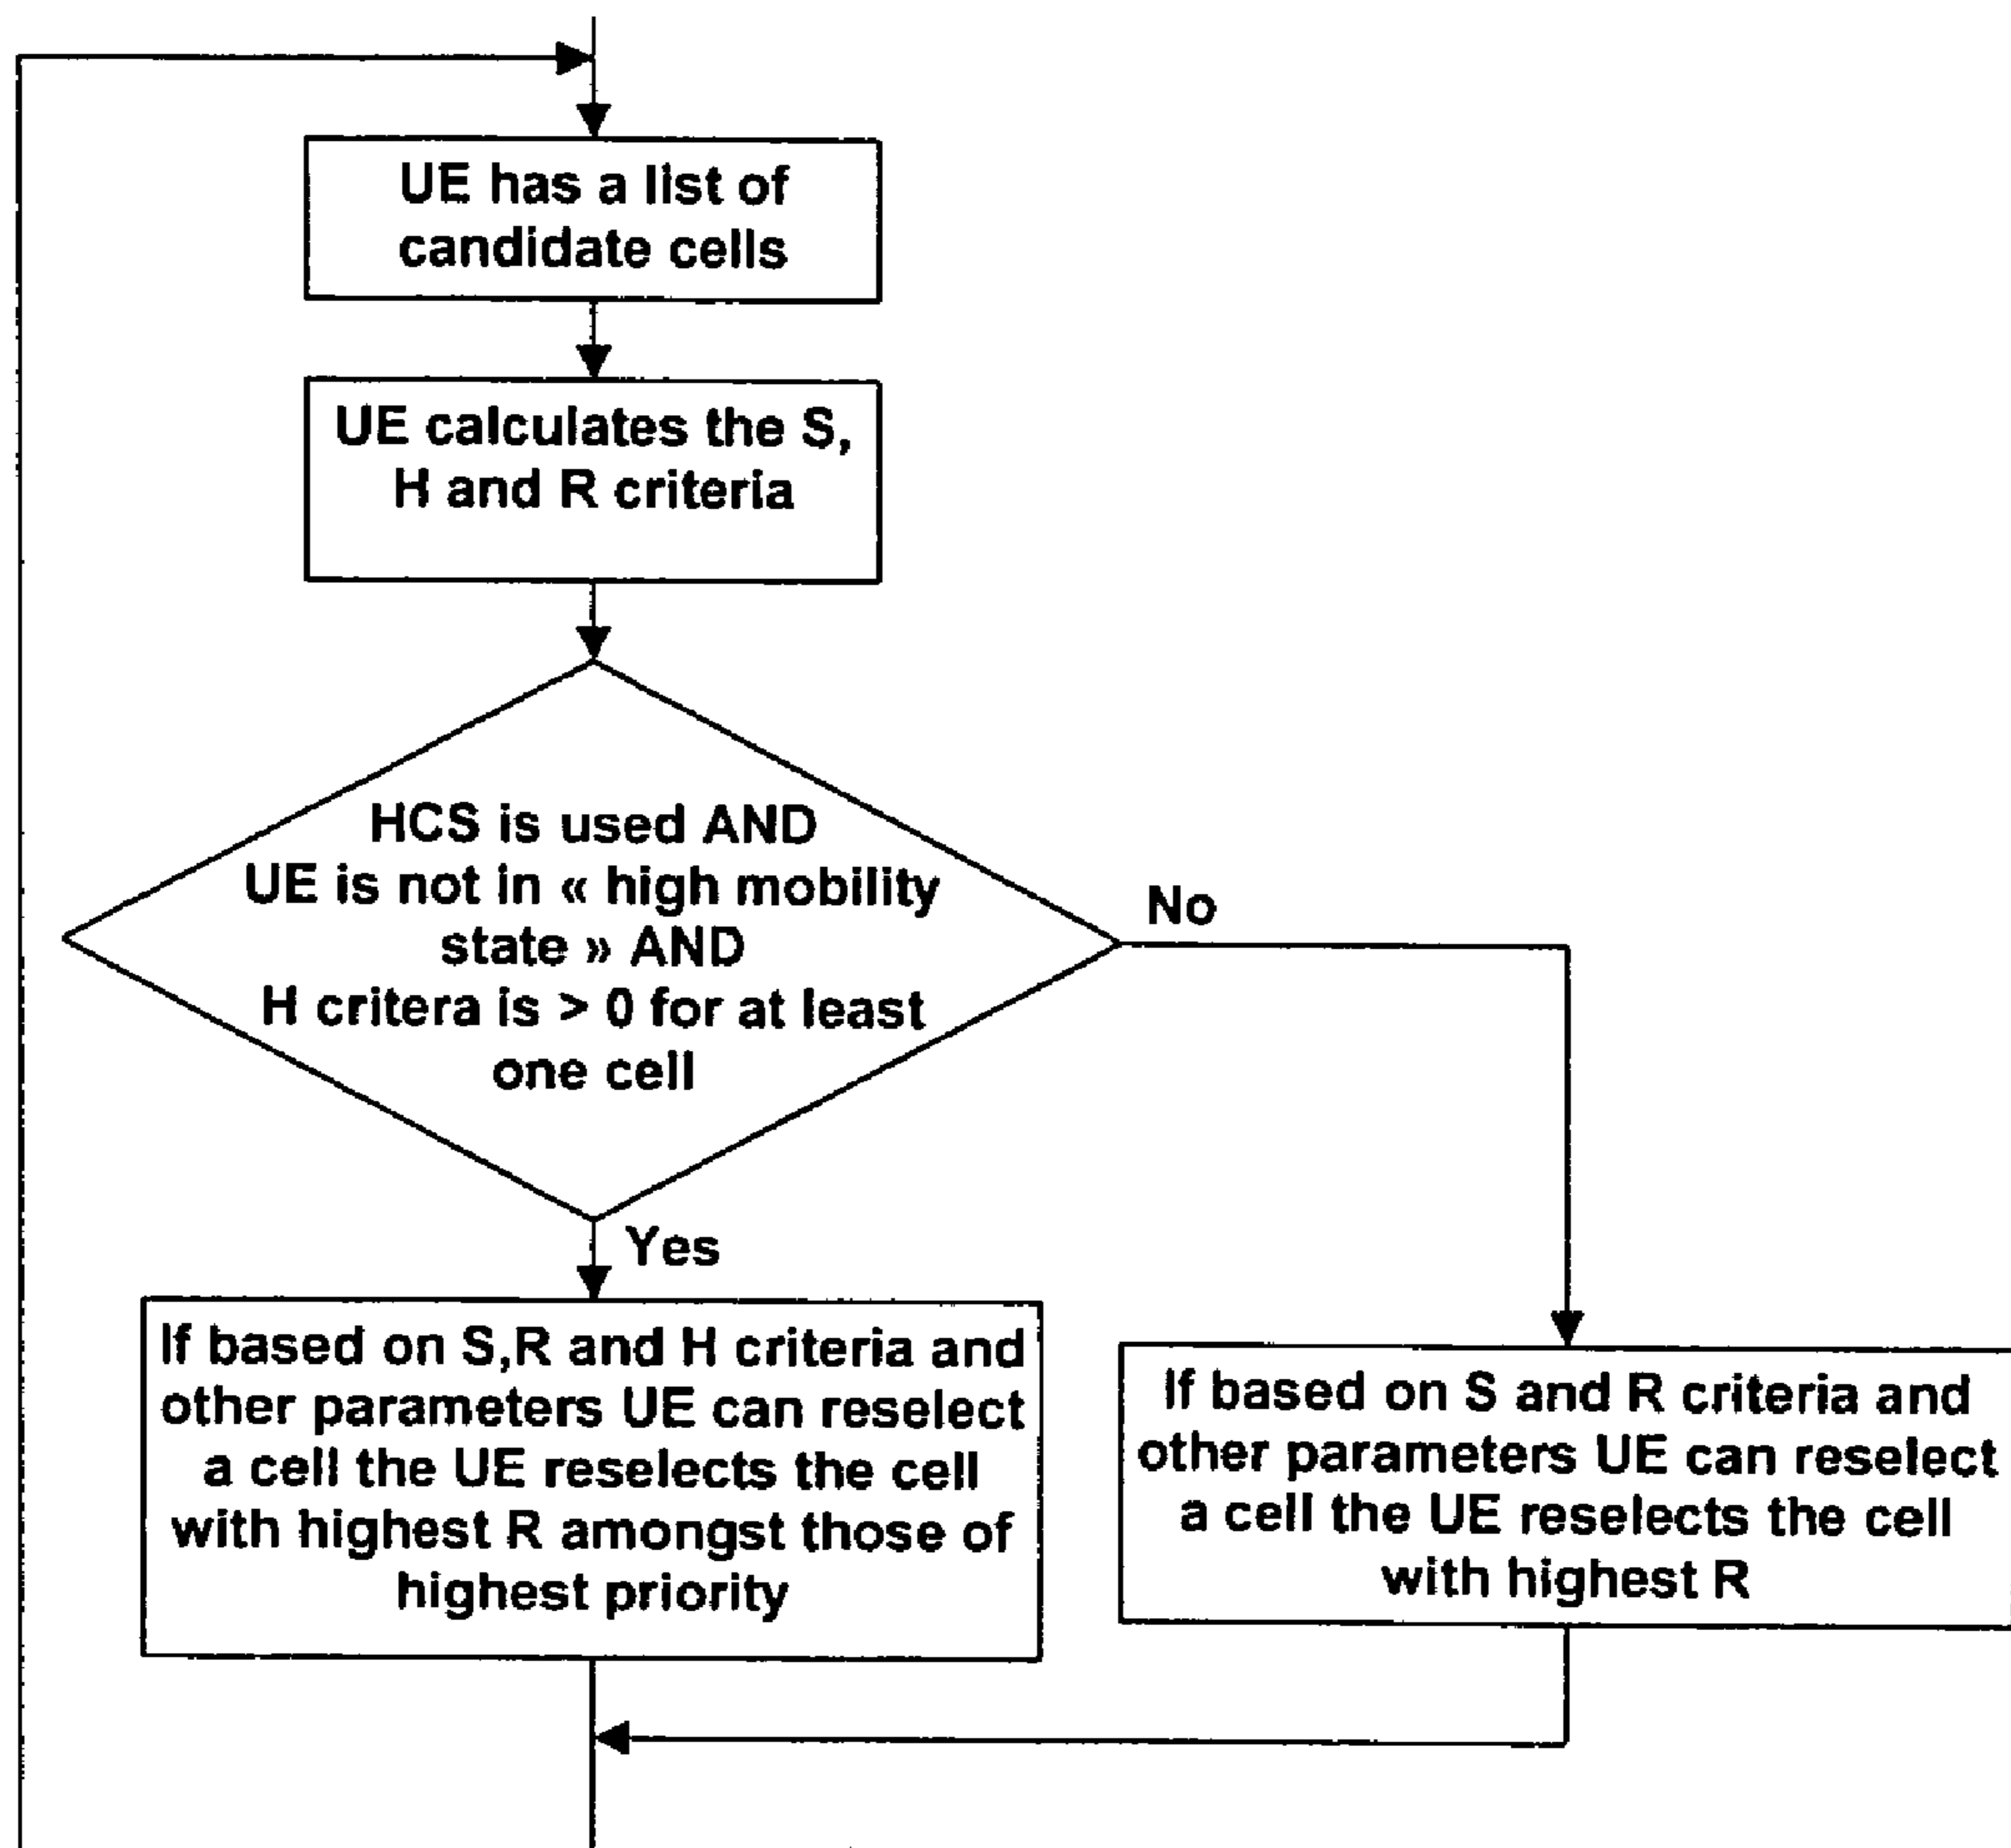 UE has a list of
candidate cells
UE calculates the S,
H and R criteria
HCS is used AND
UE is not in « high mobility
state » AND
H critera is > 0 for at least
one cell
No
Yes
If based on S,R and H criteria and
other parameters UE can reselect
a cell the UE reselects the cell
with highest R amongst those of
highest priority
If based on S and R criteria and
other parameters UE can reselect
a cell the UE reselects the cell
with highest R